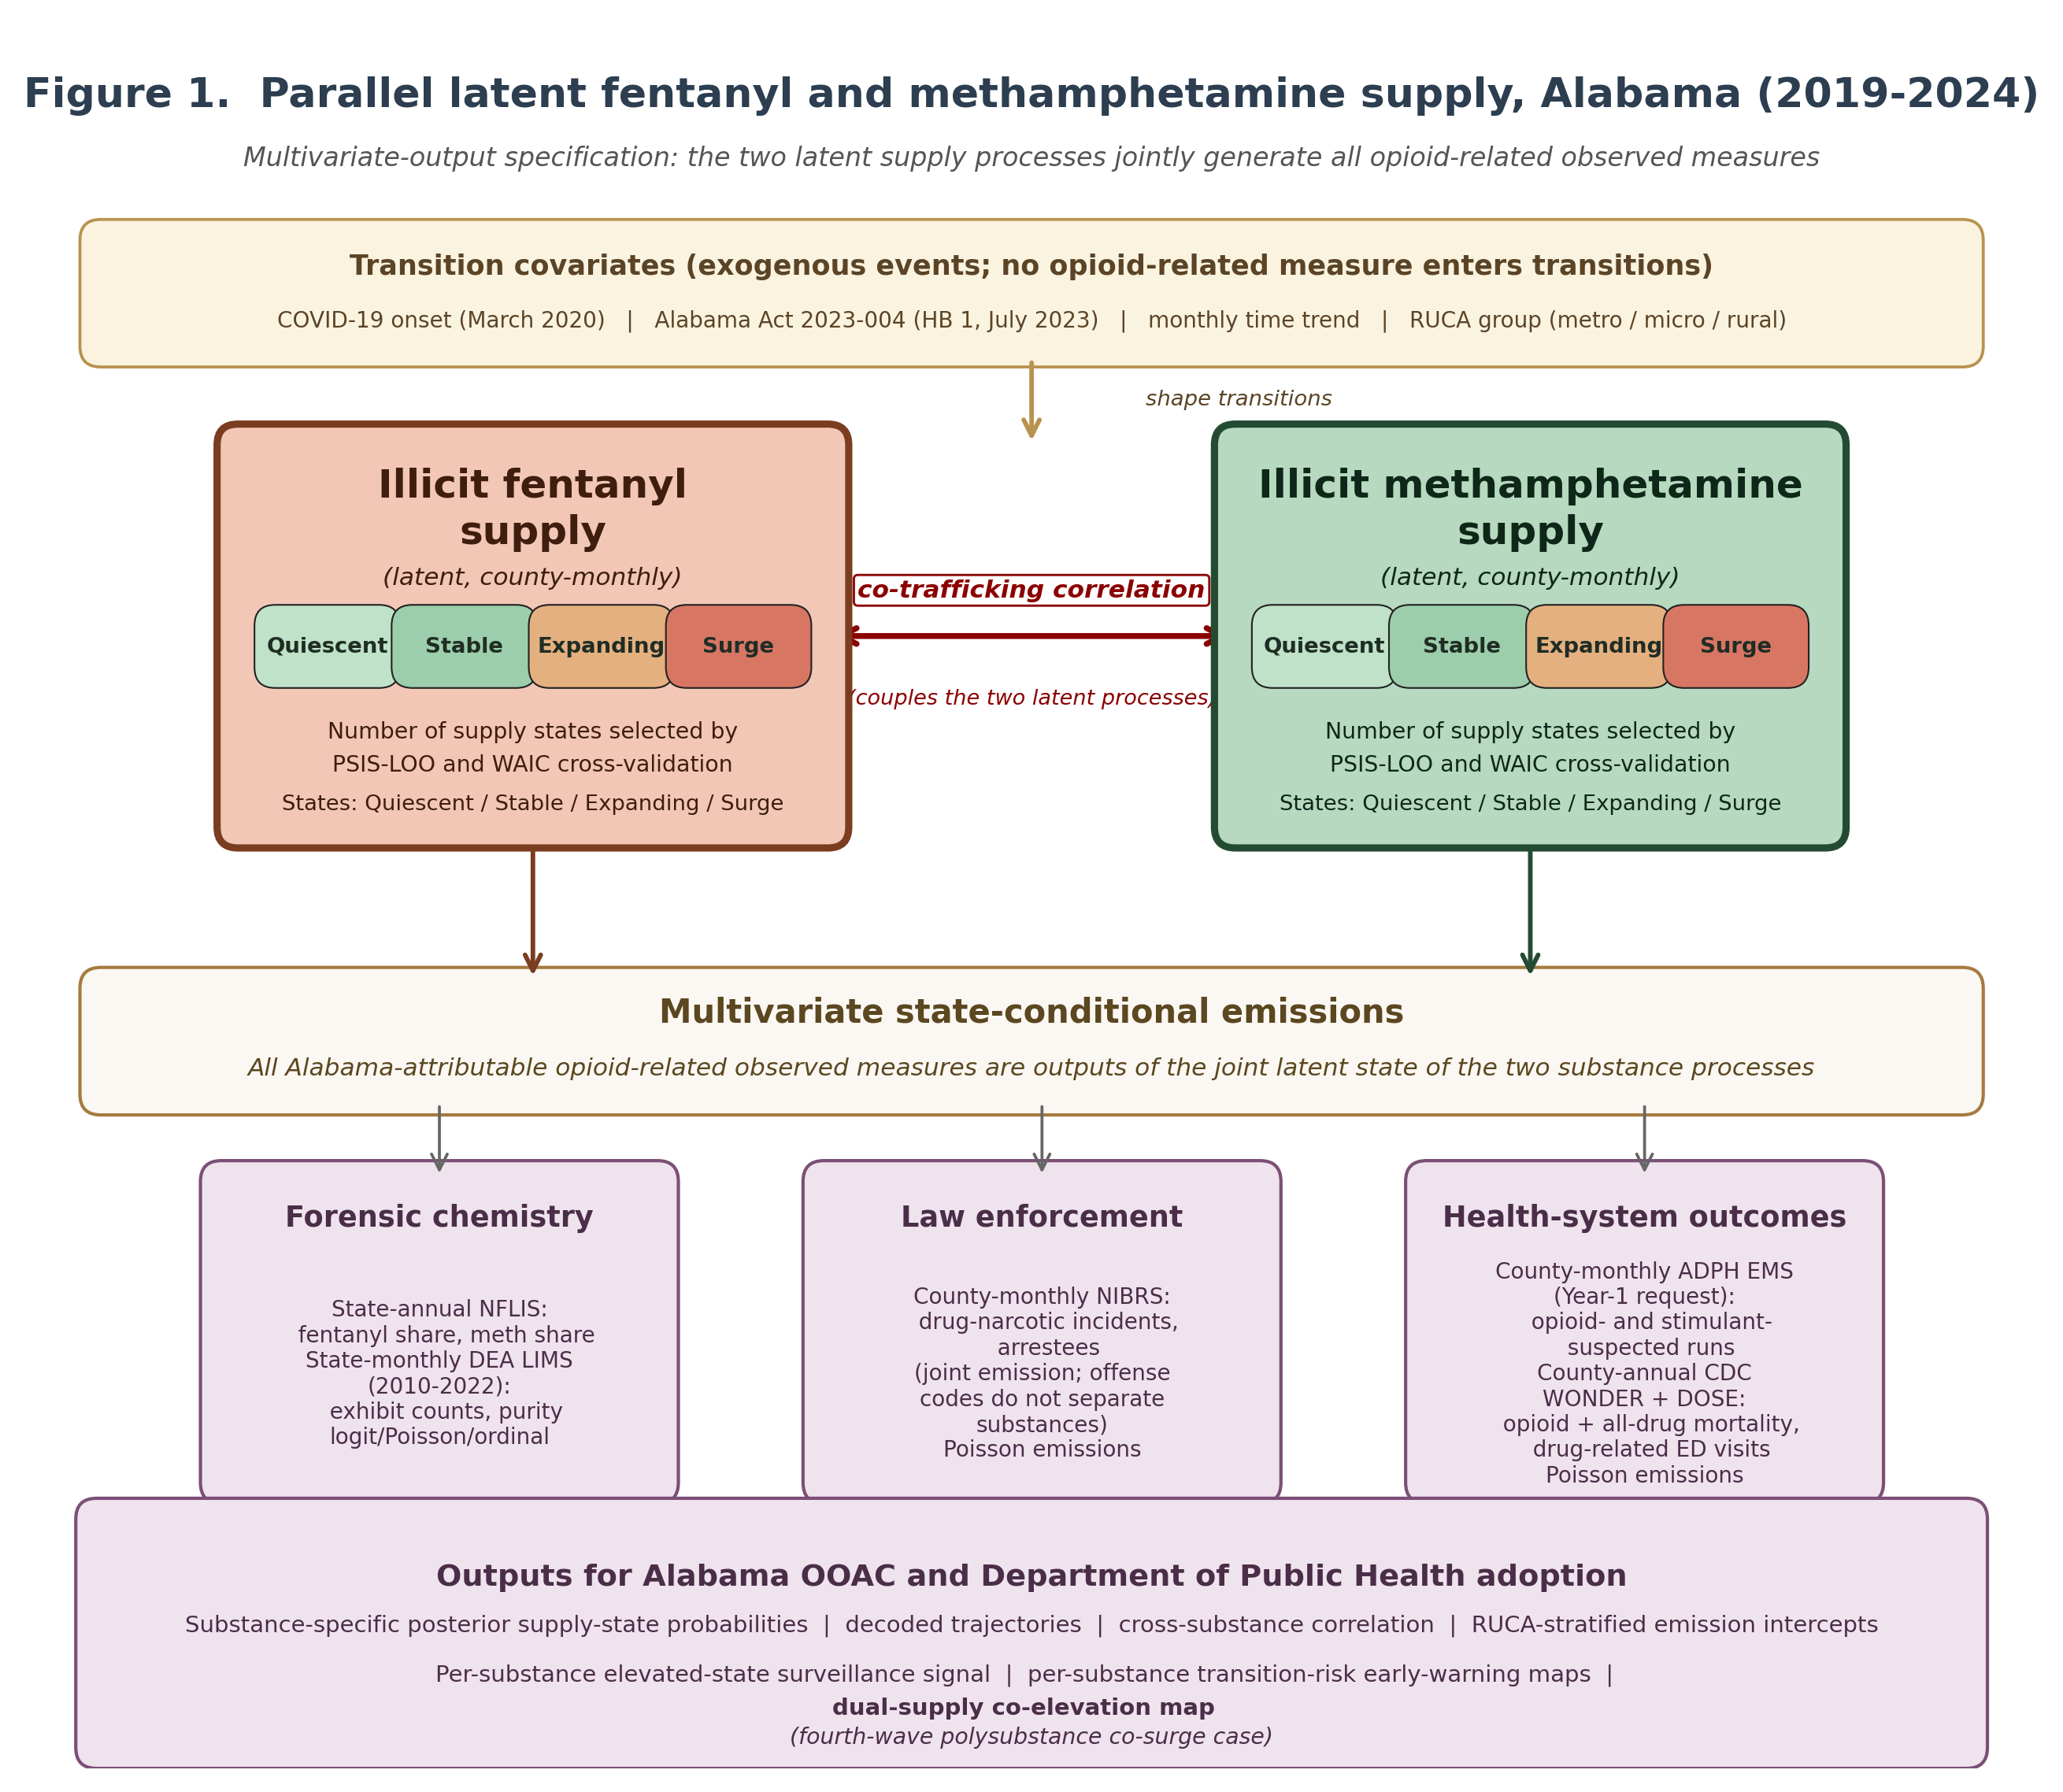 Figure 1.  Parallel latent fentanyl and methamphetamine supply, Alabama (2019-2024)
Multivariate-output specification: the two latent supply processes jointly generate all opioid-related observed measures
Transition covariates (exogenous events; no opioid-related measure enters transitions)
COVID-19 onset (March 2020)   |   Alabama Act 2023-004 (HB 1, July 2023)   |   monthly time trend   |   RUCA group (metro / micro / rural)
shape transitions
Illicit fentanyl
supply
(latent, county-monthly)
Quiescent
Stable
Expanding
Surge
Number of supply states selected by
PSIS-LOO and WAIC cross-validation
States: Quiescent / Stable / Expanding / Surge
co-trafficking correlation
(couples the two latent processes)
Illicit methamphetamine
supply
(latent, county-monthly)
Quiescent
Stable
Expanding
Surge
Number of supply states selected by
PSIS-LOO and WAIC cross-validation
States: Quiescent / Stable / Expanding / Surge
Multivariate state-conditional emissions
All Alabama-attributable opioid-related observed measures are outputs of the joint latent state of the two substance processes
Forensic chemistry
State-annual NFLIS:
fentanyl share, meth share
State-monthly DEA LIMS
(2010-2022):
exhibit counts, purity
logit/Poisson/ordinal
Law enforcement
County-monthly NIBRS:
drug-narcotic incidents,
arrestees
(joint emission; offense
codes do not separate
substances)
Poisson emissions
Health-system outcomes
County-monthly ADPH EMS
(Year-1 request):
opioid- and stimulant-
suspected runs
County-annual CDC
WONDER + DOSE:
opioid + all-drug mortality,
drug-related ED visits
Poisson emissions
Outputs for Alabama OOAC and Department of Public Health adoption
Substance-specific posterior supply-state probabilities  |  decoded trajectories  |  cross-substance correlation  |  RUCA-stratified emission intercepts
Per-substance elevated-state surveillance signal  |  per-substance transition-risk early-warning maps  |
dual-supply co-elevation map
(fourth-wave polysubstance co-surge case)